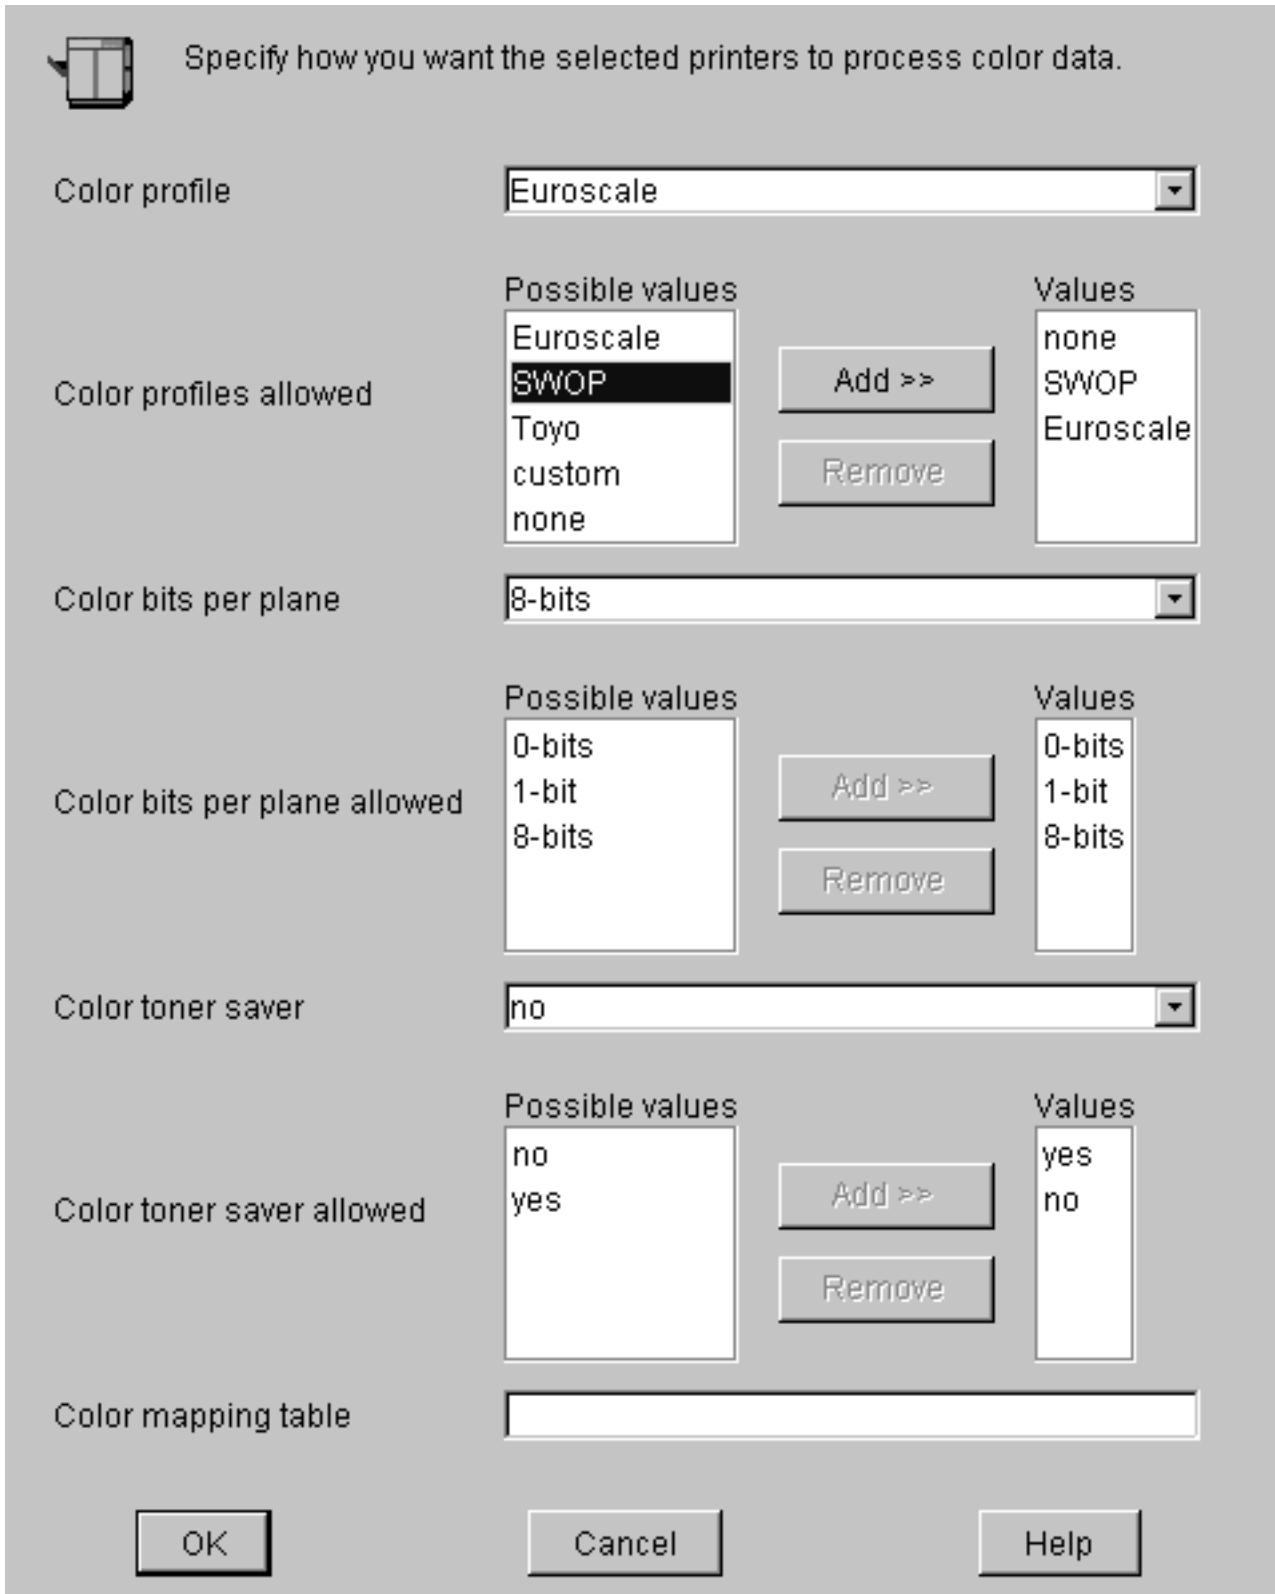 Specify how you want the selected printers to process color data.
Color profile
Euroscale
Possible values
Values
Color profiles allowed
Euroscale
SWOP
Toyo
custom
none
Add >>
Remove
none
SWOP
Euroscale
Color bits per plane
8-bits
Possible values
Values
Color bits per plane allowed
0-bits
1-bit
8-bits
Add >>
Remove
0-bits
1-bit
8-bits
Color toner saver
no
Possible values
Values
Color toner saver allowed
no
yes
Add >>
Remove
yes
no
Color mapping table
OK
Cancel
Help